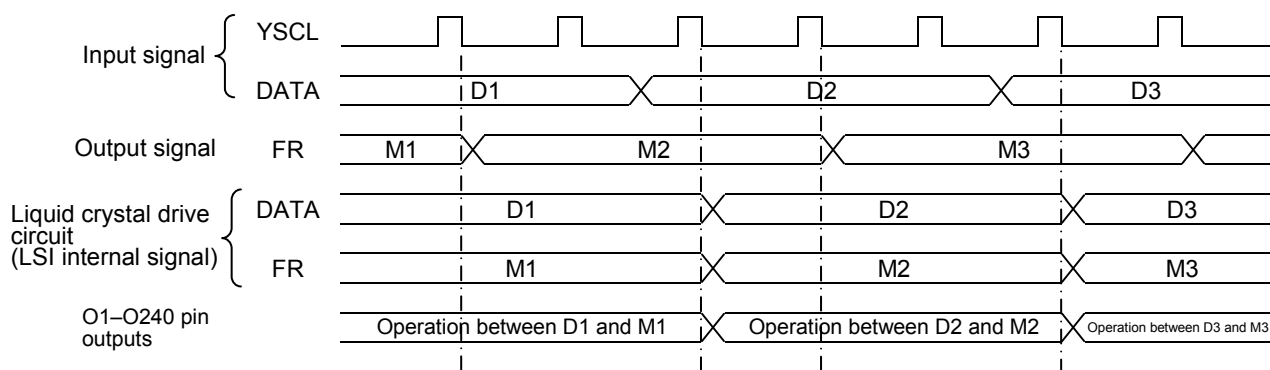 Input signal
YSCL
DATA
D1
D2
D3
Output signal
FR
M1
M2
M3
Liquid crystal drive
circuit
(LSI internal signal)
DATA
D1
D2
D3
FR
M1
M2
M3
O1–O240 pin
outputs
Operation between D1 and M1
Operation between D2 and M2
Operation between D3 and M3